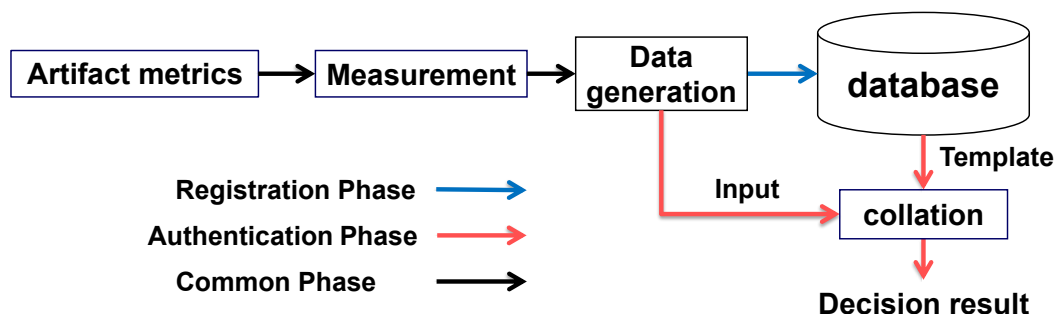 Artifact metrics
Measurement
Data
generation
database
Template
Input
collation
Decision result
Registration Phase
Authentication Phase
Common Phase